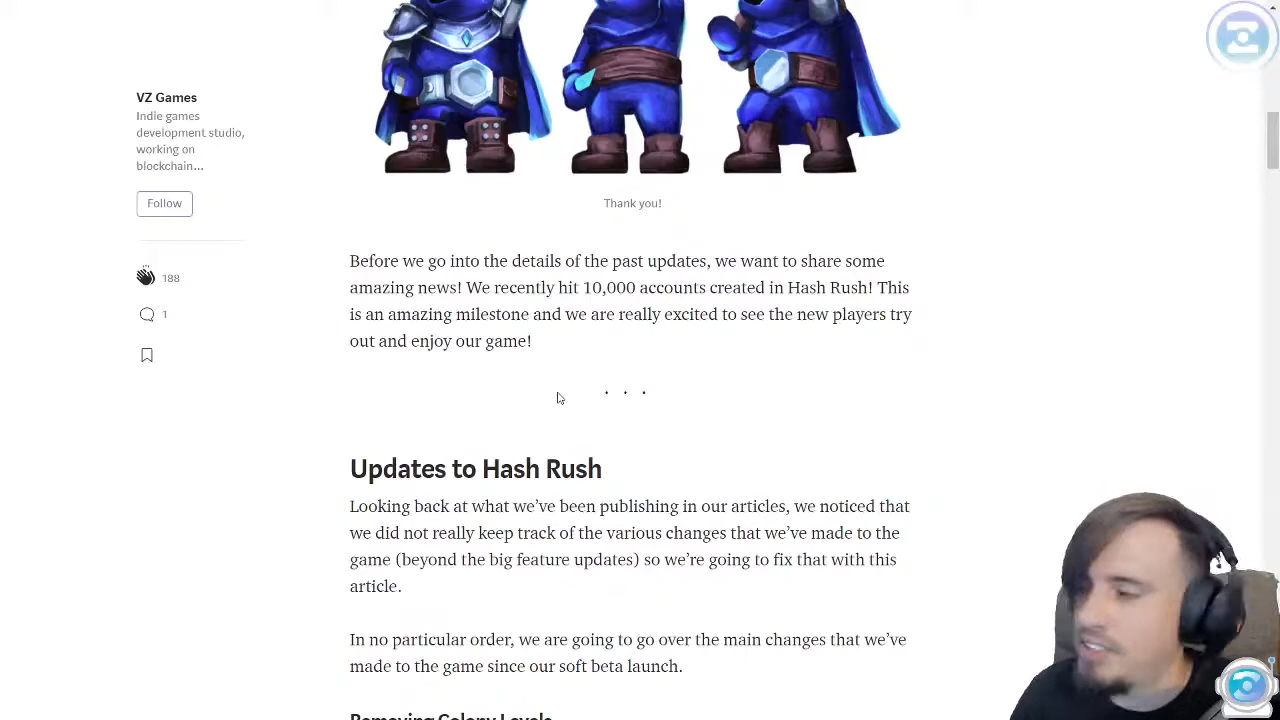 VZ Games
Indie games
development studio,
working on
blockchain...
Follow
188
1
Thank you!
Before we go into the details of the past updates, we want to share some
amazing news! We recently hit 10,000 accounts created in Hash Rush! This
is an amazing milestone and we are really excited to see the new players try
out and enjoy our game!
. . .
Updates to Hash Rush
Looking back at what we’ve been publishing in our articles, we noticed that
we did not really keep track of the various changes that we’ve made to the
game (beyond the big feature updates) so we’re going to fix that with this
article.
In no particular order, we are going to go over the main changes that we’ve
made to the game since our soft beta launch.
Removing Colony Levels